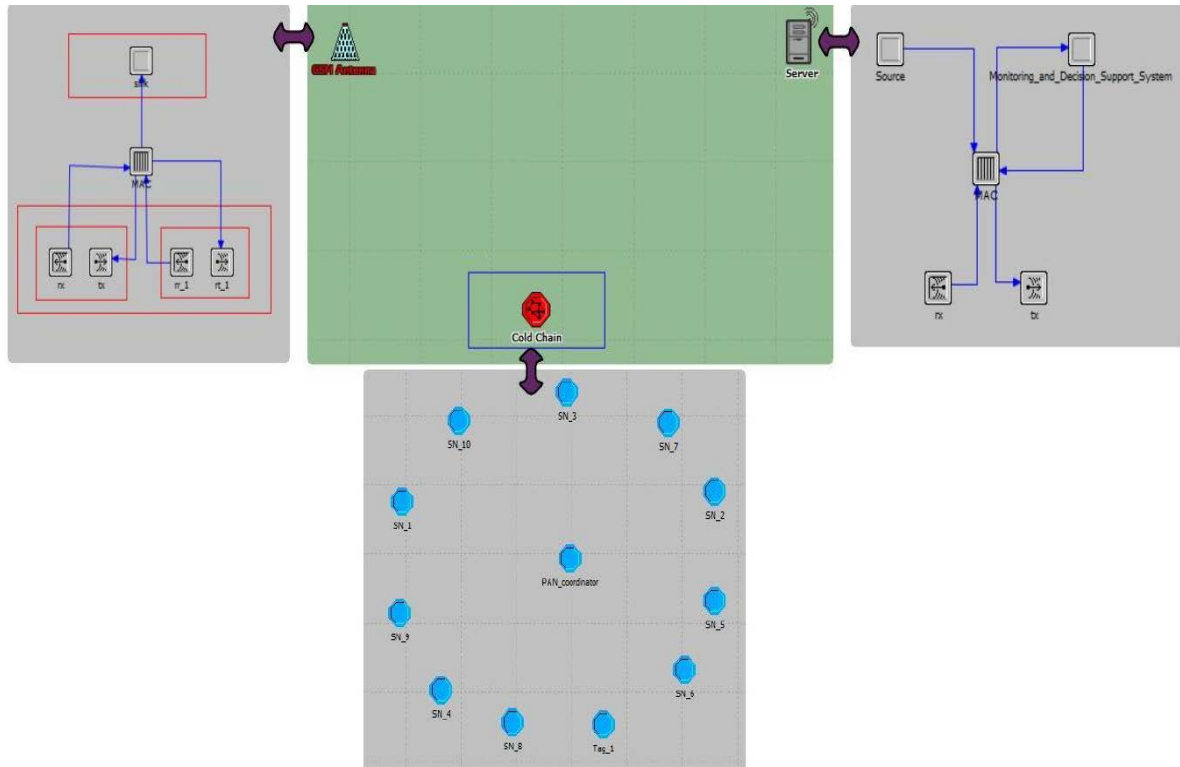 sink
MAC
rx
tx
rr_1
rt_1
GSM Antenna
Server
Cold Chain
Source
Monitoring_and_Decision_Support_System
MAC
rx
tx
SN_3
SN_10
SN_7
SN_1
SN_2
PAN_coordinator
SN_9
SN_5
SN_4
SN_6
SN_8
Tag_1